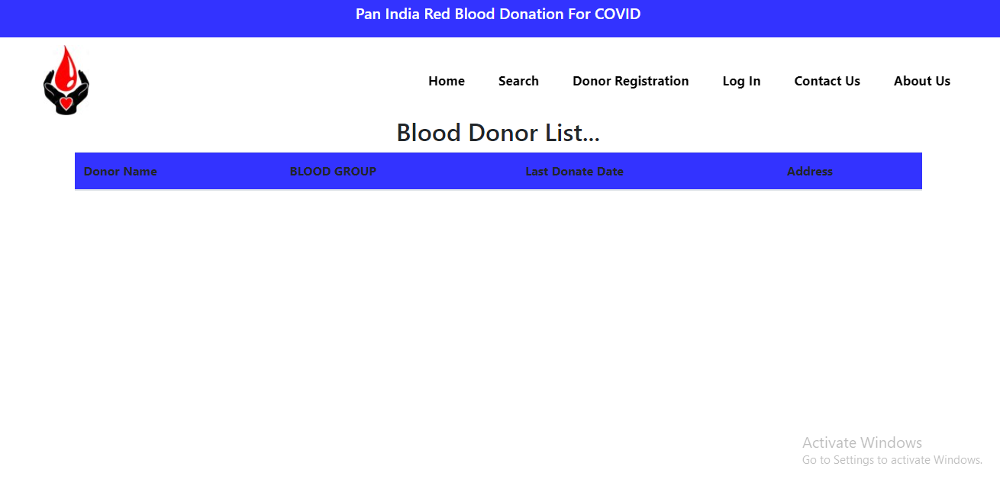 Pan India Red Blood Donation For COVID
Home Search Donor Registration Log In Contact Us About Us
Blood Donor List...
Donor Name BLOOD GROUP Last Donate Date Address
Activate Windows
Go to Settings to activate Windows.